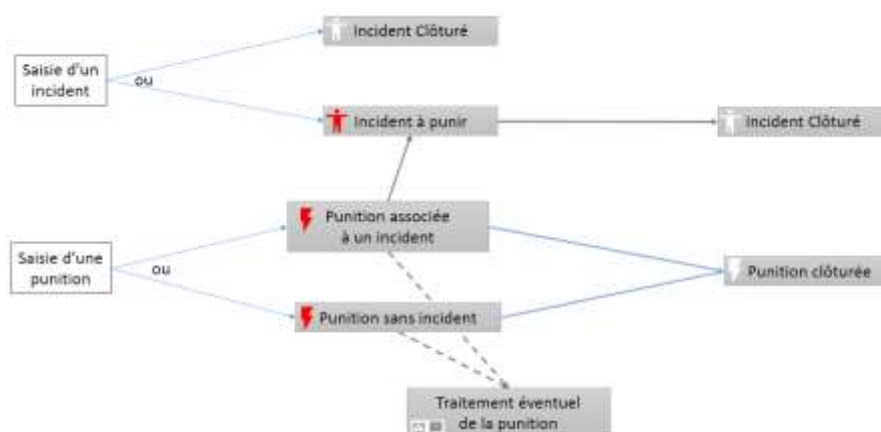 Incident Clôturé
Saisie d'un
incident
ou
Incident à punir
Incident Clôturé
Punition associée
à un incident
Saisie d'une
punition
ou
Punition clôturée
Punition sans incident
Traitement éventuel
de la punition